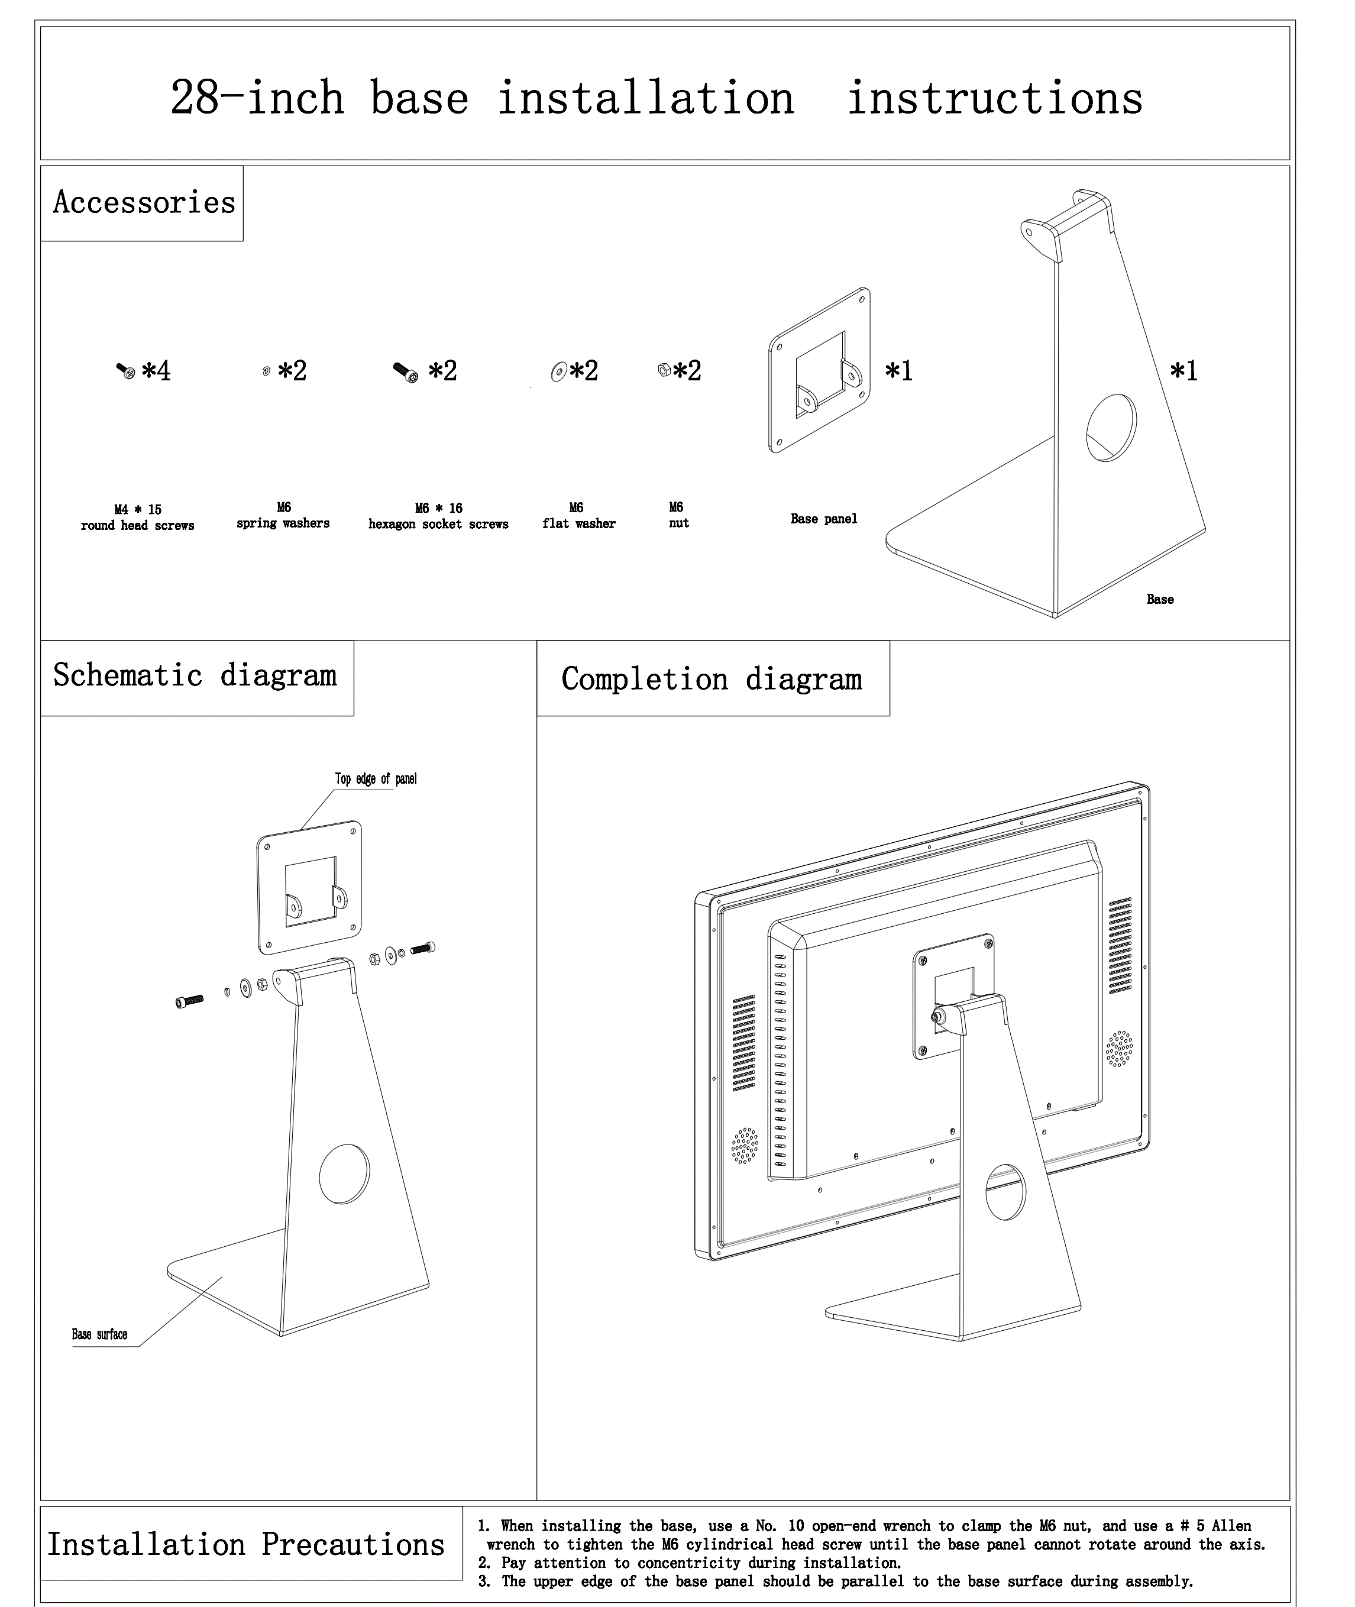 28-inch base installation instructions
Accessories
*4
*2
*2
*2
*2
*1
*1
M4 * 15
round head screws
M6
spring washers
M6 * 16
hexagon socket screws
M6
flat washer
M6
nut
Base panel
Base
Schematic diagram
Completion diagram
Top edge of panel
Base surface
Installation Precautions
1. When installing the base, use a No. 10 open-end wrench to clamp the M6 nut, and use a # 5 Allen
wrench to tighten the M6 cylindrical head screw until the base panel cannot rotate around the axis.
2. Pay attention to concentricity during installation.
3. The upper edge of the base panel should be parallel to the base surface during assembly.